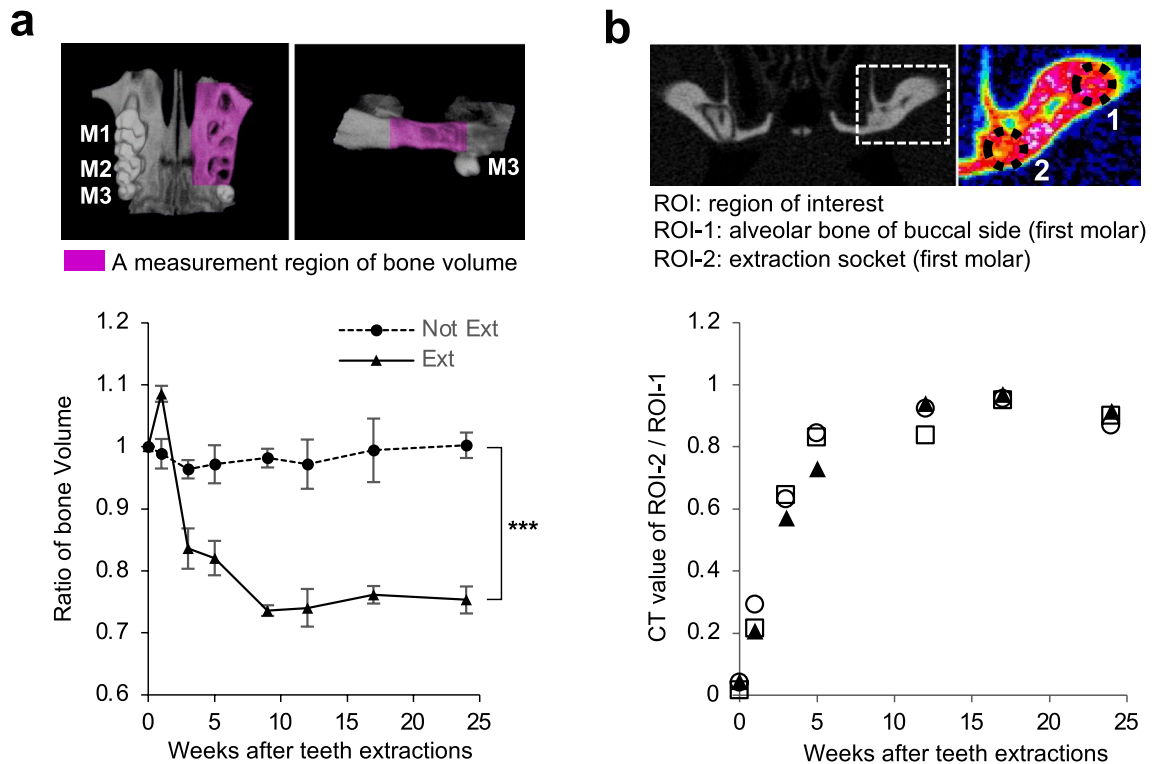 a
M1
M2
M3
M3
A measurement region of bone volume
1.2
1.1
1
0.9
0.8
0.7
0.6
Ratio of bone Volume
Not Ext
Ext
***
0 5 10 15 20 25
Weeks after teeth extractions
b
1
2
ROI: region of interest
ROI-1: alveolar bone of buccal side (first molar)
ROI-2: extraction socket (first molar)
1.2
1
0.8
0.6
0.4
0.2
0
CT value of ROI-2 / ROI-1
0 5 10 15 20 25
Weeks after teeth extractions